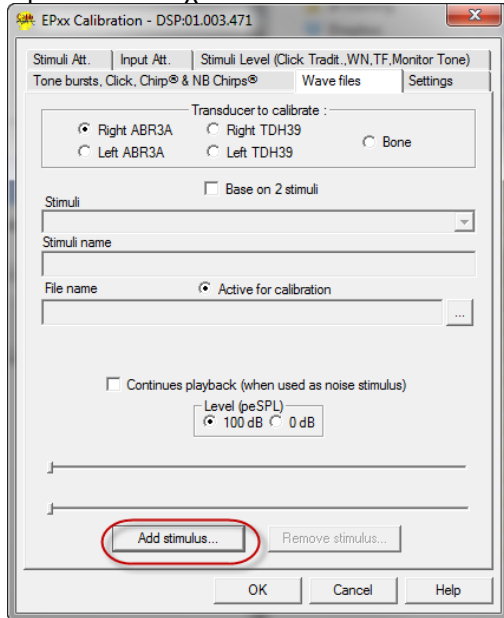 EPxx Calibration - DSP:01.003.471
Stimuli Att. Input Att. Stimuli Level (Click Tradit.,WN,TF,Monitor Tone)
Tone bursts, Click, Chirp® & NB Chirps® Wave files Settings
Transducer to calibrate :
Right ABR3A Right TDH39 Bone
Left ABR3A Left TDH39
Base on 2 stimuli
Stimuli
Stimuli name
File name Active for calibration
...
Continues playback (when used as noise stimulus)
Level (peSPL)
100 dB 0 dB
Add stimulus... Remove stimulus...
OK Cancel Help